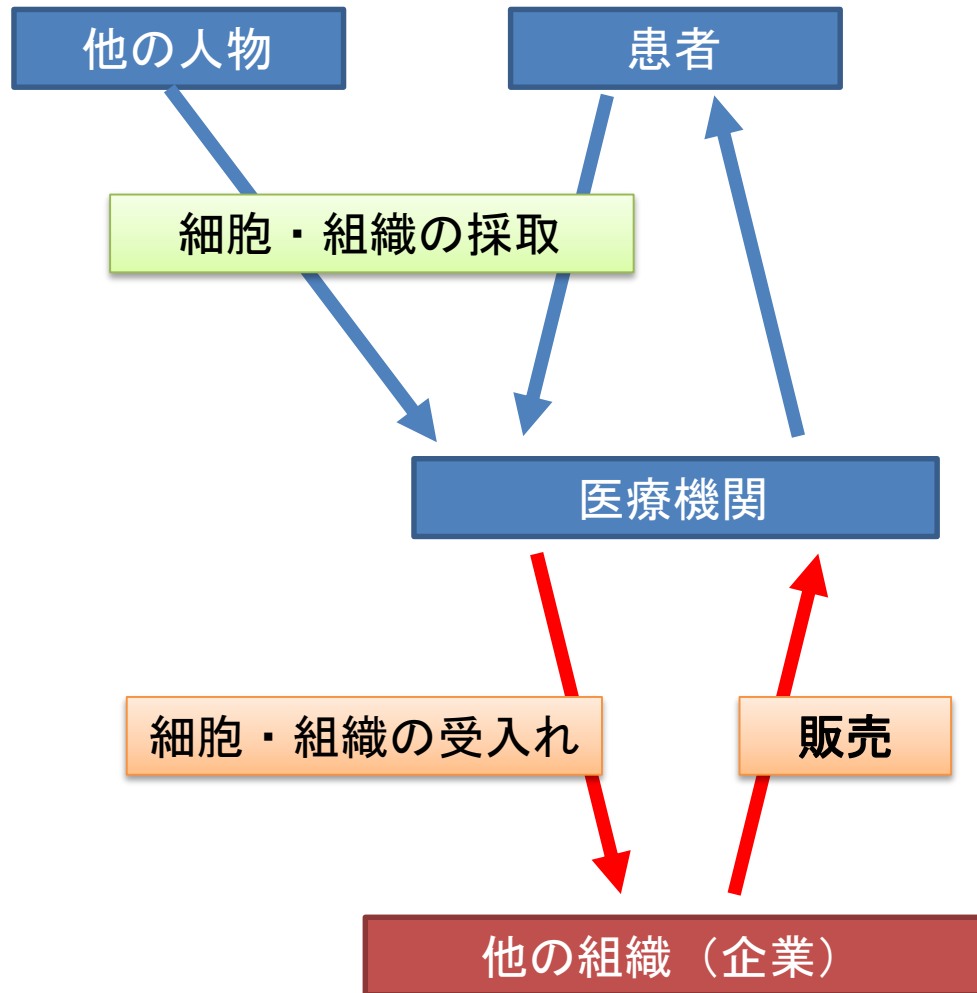 他の人物
患者
細胞・組織の採取
医療機関
細胞・組織の受入れ
販売
他の組織（企業）